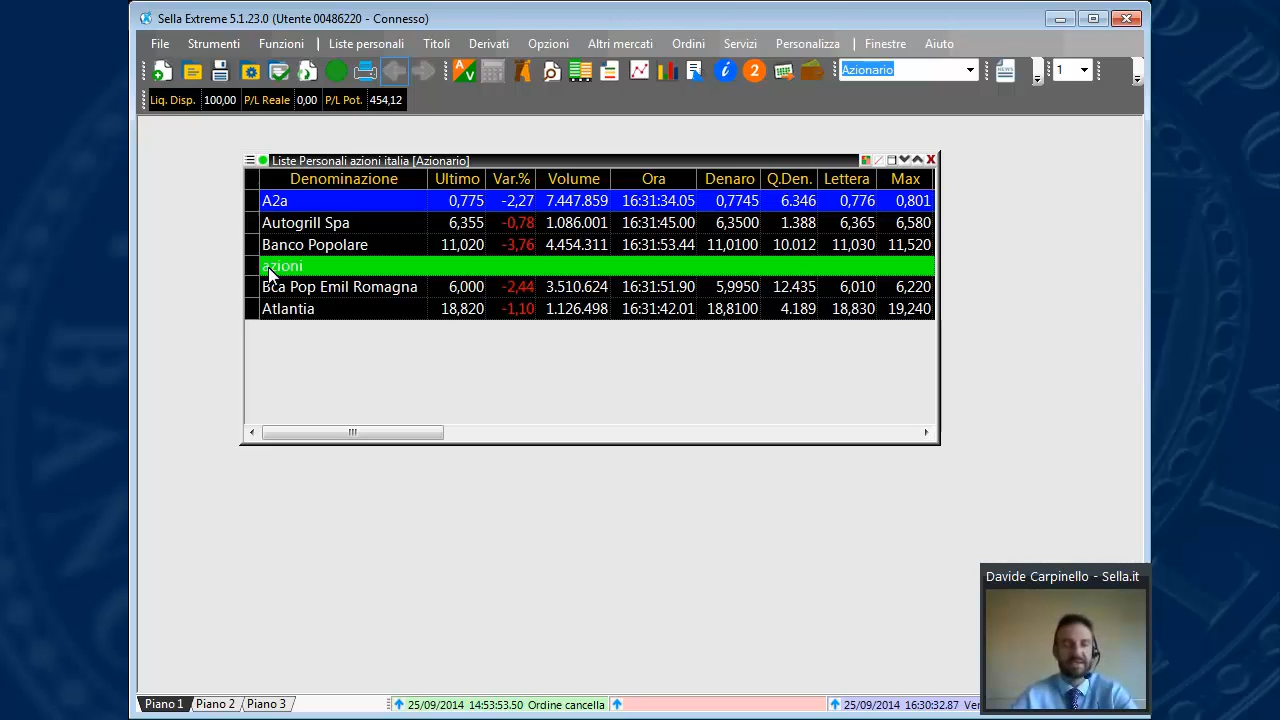 Sella Extreme 5.1.23.0 (Utente 00486220 - Connesso)
File Strumenti Funzioni Liste personali Titoli Derivati Opzioni Altri mercati Ordini Servizi Personalizza Finestre Aiuto
Azionario 1
Liq. Disp. 100,00 P/L Reale 0,00 P/L Pot. 454,12
Liste Personali azioni italia [Azionario]
Denominazione Ultimo Var.% Volume Ora Denaro Q.Den. Lettera Max
A2a 0,775 -2,27 7.447.859 16:31:34.05 0,7745 6.346 0,776 0,801
Autogrill Spa 6,355 -0,78 1.086.001 16:31:45.00 6,3500 1.388 6,365 6,580
Banco Popolare 11,020 -3,76 4.454.311 16:31:53.44 11,0100 10.012 11,030 11,520
azioni
Bca Pop Emil Romagna 6,000 -2,44 3.510.624 16:31:51.90 5,9950 12.435 6,010 6,220
Atlantia 18,820 -1,10 1.126.498 16:31:42.01 18,8100 4.189 18,830 19,240
Davide Carpinello - Sella.it
Piano 1 Piano 2 Piano 3 25/09/2014 14:53:53.50 Ordine cancella 25/09/2014 16:30:32.87 Ver